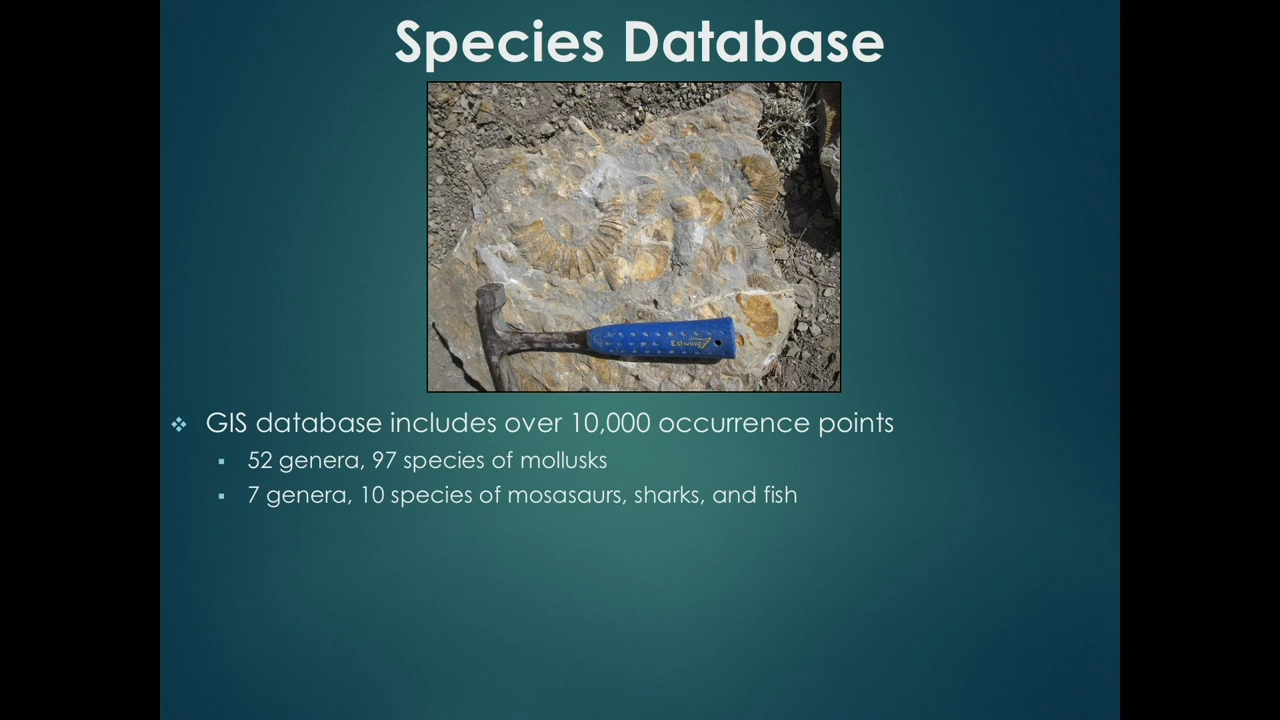 Species Database
Estwing
GIS database includes over 10,000 occurrence points
52 genera, 97 species of mollusks
7 genera, 10 species of mosasaurs, sharks, and fish